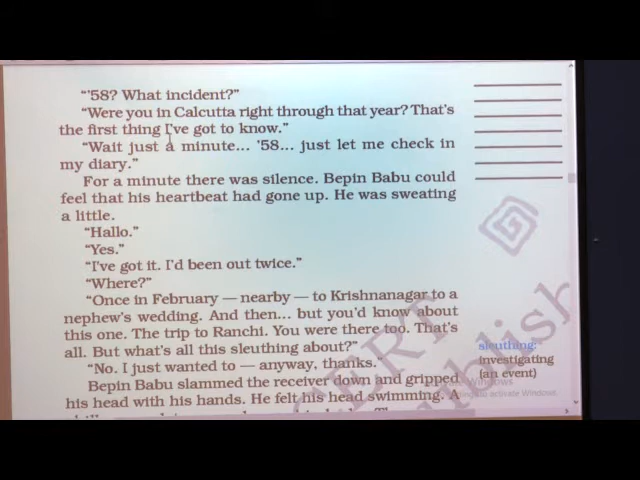 “’58? What incident?”
“Were you in Calcutta right through that year? That’s
the first thing I’ve got to know.”
“Wait just a minute... ’58... just let me check in
my diary.”
For a minute there was silence. Bepin Babu could
feel that his heartbeat had gone up. He was sweating
a little.
“Hallo.”
“Yes.”
“I’ve got it. I’d been out twice.”
“Where?”
“Once in February — nearby — to Krishnanagar to a
nephew’s wedding. And then... but you’d know about
this one. The trip to Ranchi. You were there too. That’s
all. But what’s all this sleuthing about?”
“No. I just wanted to — anyway, thanks.”
Bepin Babu slammed the receiver down and gripped
his head with his hands. He felt his head swimming. A
sleuthing:
investigating
(an event)
Windows
to activate Windows